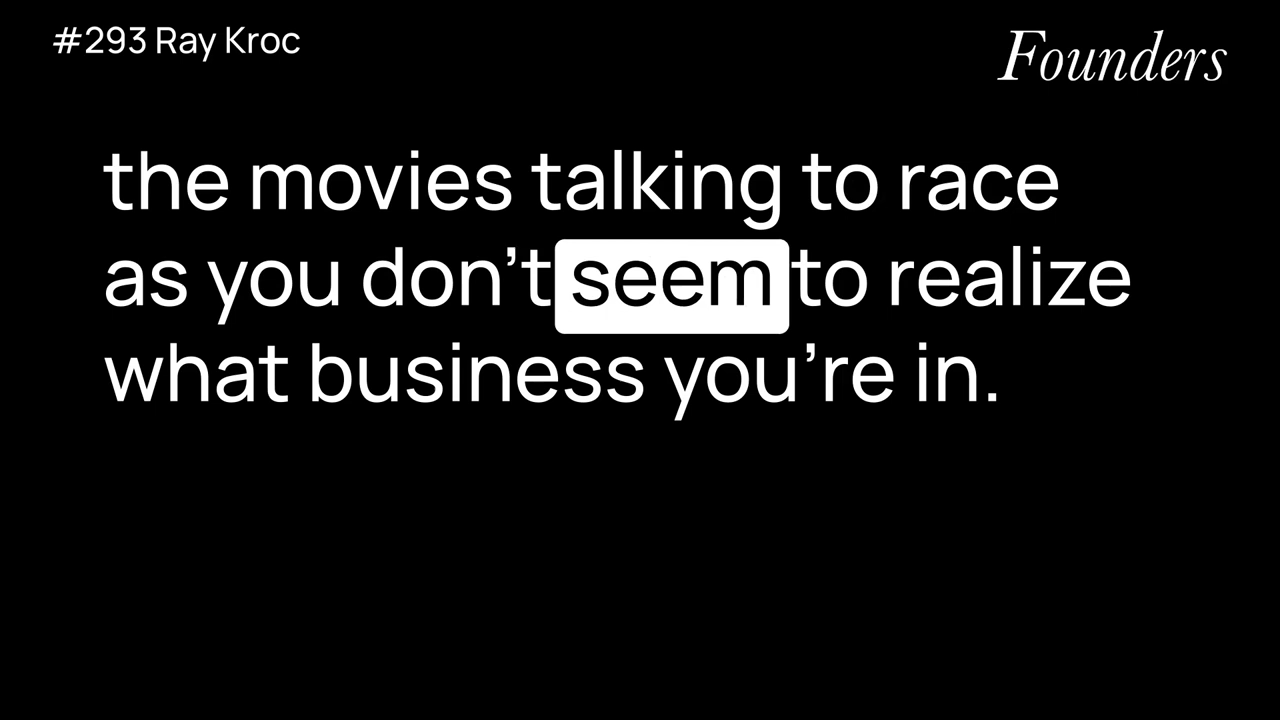 #293 Ray Kroc
Founders
the movies talking to race
as you don’t seem to realize
what business you’re in.